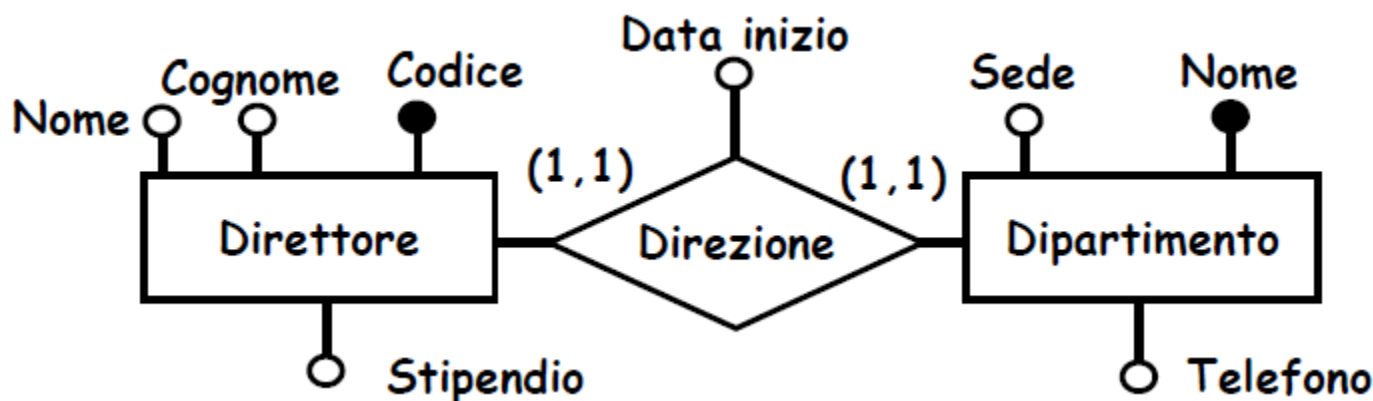 Data inizio
Cognome
Codice
Sede
Nome
Nome
(1,1)
(1,1)
Direttore
Direzione
Dipartimento
Stipendio
Telefono